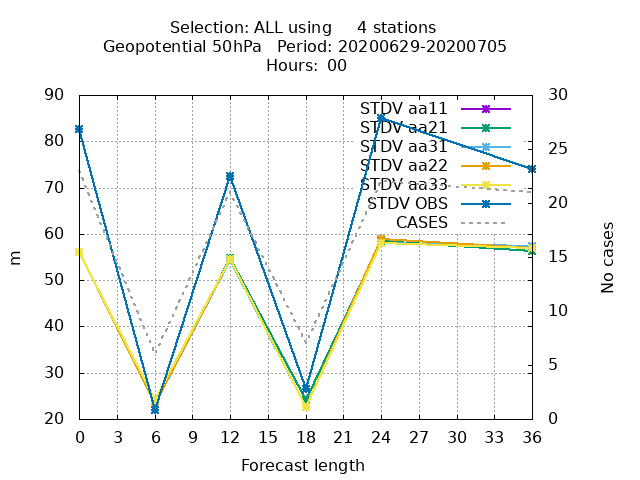 Selection: ALL using     4 stations
Geopotential 50hPa   Period: 20200629-20200705
Hours: 00
90
80
70
60
50
40
30
20
30
25
20
15
10
5
0
STDV aa11
STDV aa21
STDV aa31
STDV aa22
STDV aa33
STDV OBS
CASES
m
No cases
0 3 6 9 12 15 18 21 24 27 30 33 36
Forecast length